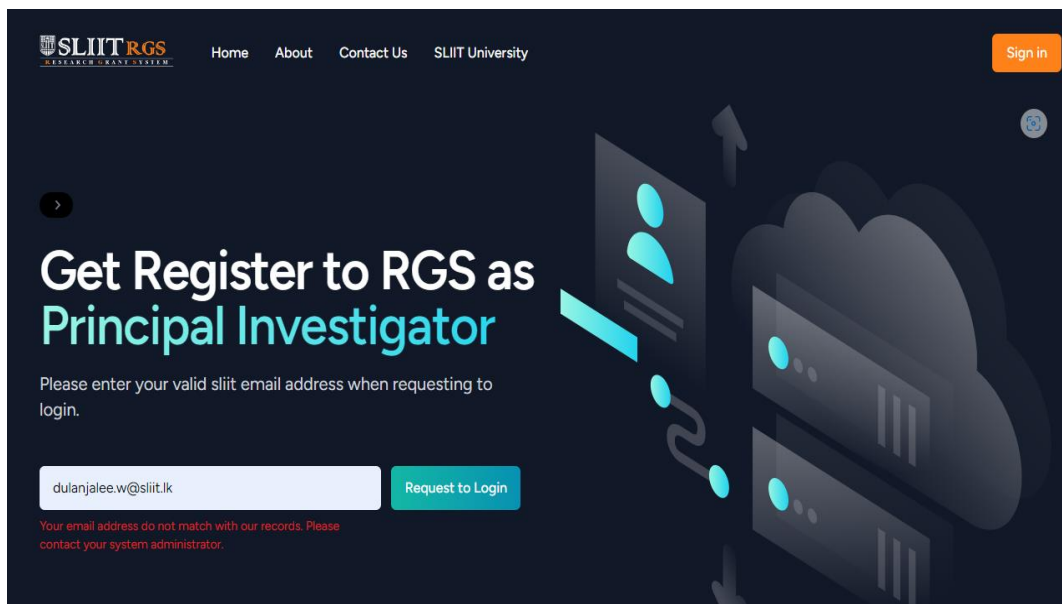 SLIIT RGS
RESEARCH GRANT SYSTEM
Home
About
Contact Us
SLIIT University
Sign in
Get Register to RGS as
Principal Investigator
Please enter your valid sliit email address when requesting to
login.
dulanjalee.w@sliit.lk
Request to Login
Your email address do not match with our records. Please
contact your system administrator.